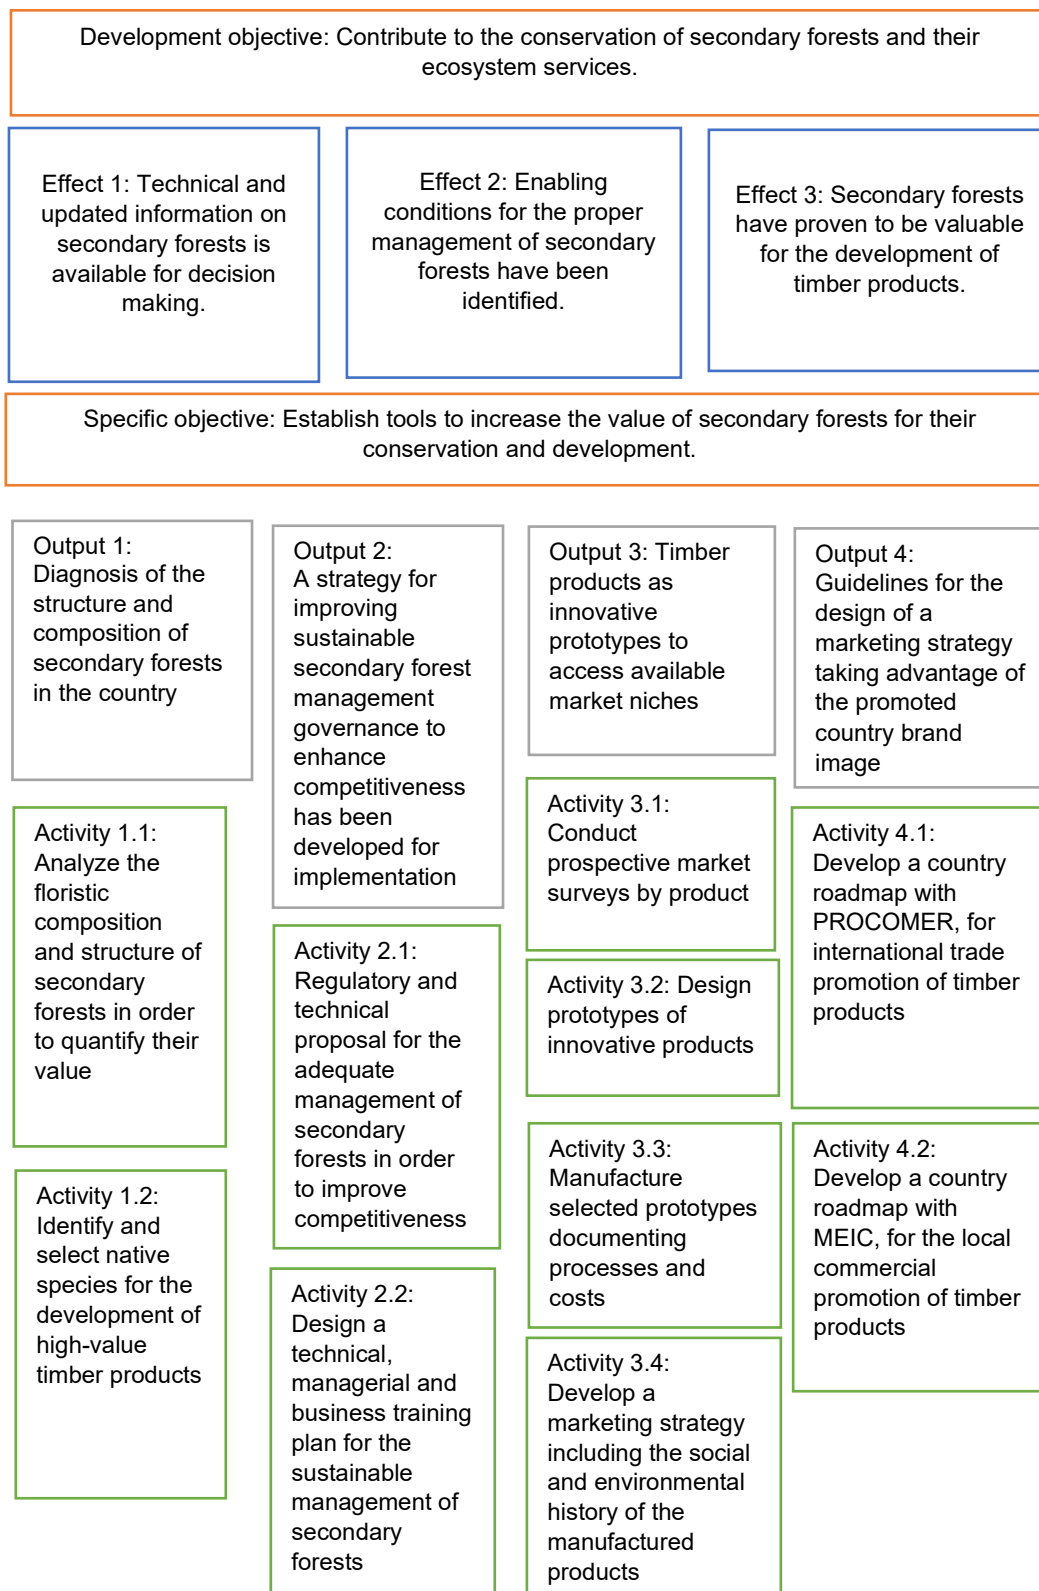 Development objective: Contribute to the conservation of secondary forests and their
ecosystem services.
Effect 1: Technical and
updated information on
secondary forests is
available for decision
making.
Effect 2: Enabling
conditions for the proper
management of secondary
forests have been
identified.
Effect 3: Secondary forests
have proven to be valuable
for the development of
timber products.
Specific objective: Establish tools to increase the value of secondary forests for their
conservation and development.
Output 1:
Diagnosis of the
structure and
composition of
secondary forests
in the country
Activity 1.1:
Analyze the
floristic
composition
and structure of
secondary
forests in order
to quantify their
value
Activity 1.2:
Identify and
select native
species for the
development of
high-value
timber products
Output 2:
A strategy for
improving
sustainable
secondary forest
management
governance to
enhance
competitiveness
has been
developed for
implementation
Activity 2.1:
Regulatory and
technical
proposal for the
adequate
management of
secondary
forests in order
to improve
competitiveness
Activity 2.2:
Design a
technical,
managerial and
business training
plan for the
sustainable
management of
secondary
forests
Output 3: Timber
products as
innovative
prototypes to
access available
market niches
Activity 3.1:
Conduct
prospective market
surveys by product
Activity 3.2: Design
prototypes of
innovative products
Activity 3.3:
Manufacture
selected prototypes
documenting
processes and
costs
Activity 3.4:
Develop a
marketing strategy
including the social
and environmental
history of the
manufactured
products
Output 4:
Guidelines for the
design of a
marketing strategy
taking advantage of
the promoted
country brand
image
Activity 4.1:
Develop a country
roadmap with
PROCOMER, for
international trade
promotion of timber
products
Activity 4.2:
Develop a country
roadmap with
MEIC, for the local
commercial
promotion of timber
products